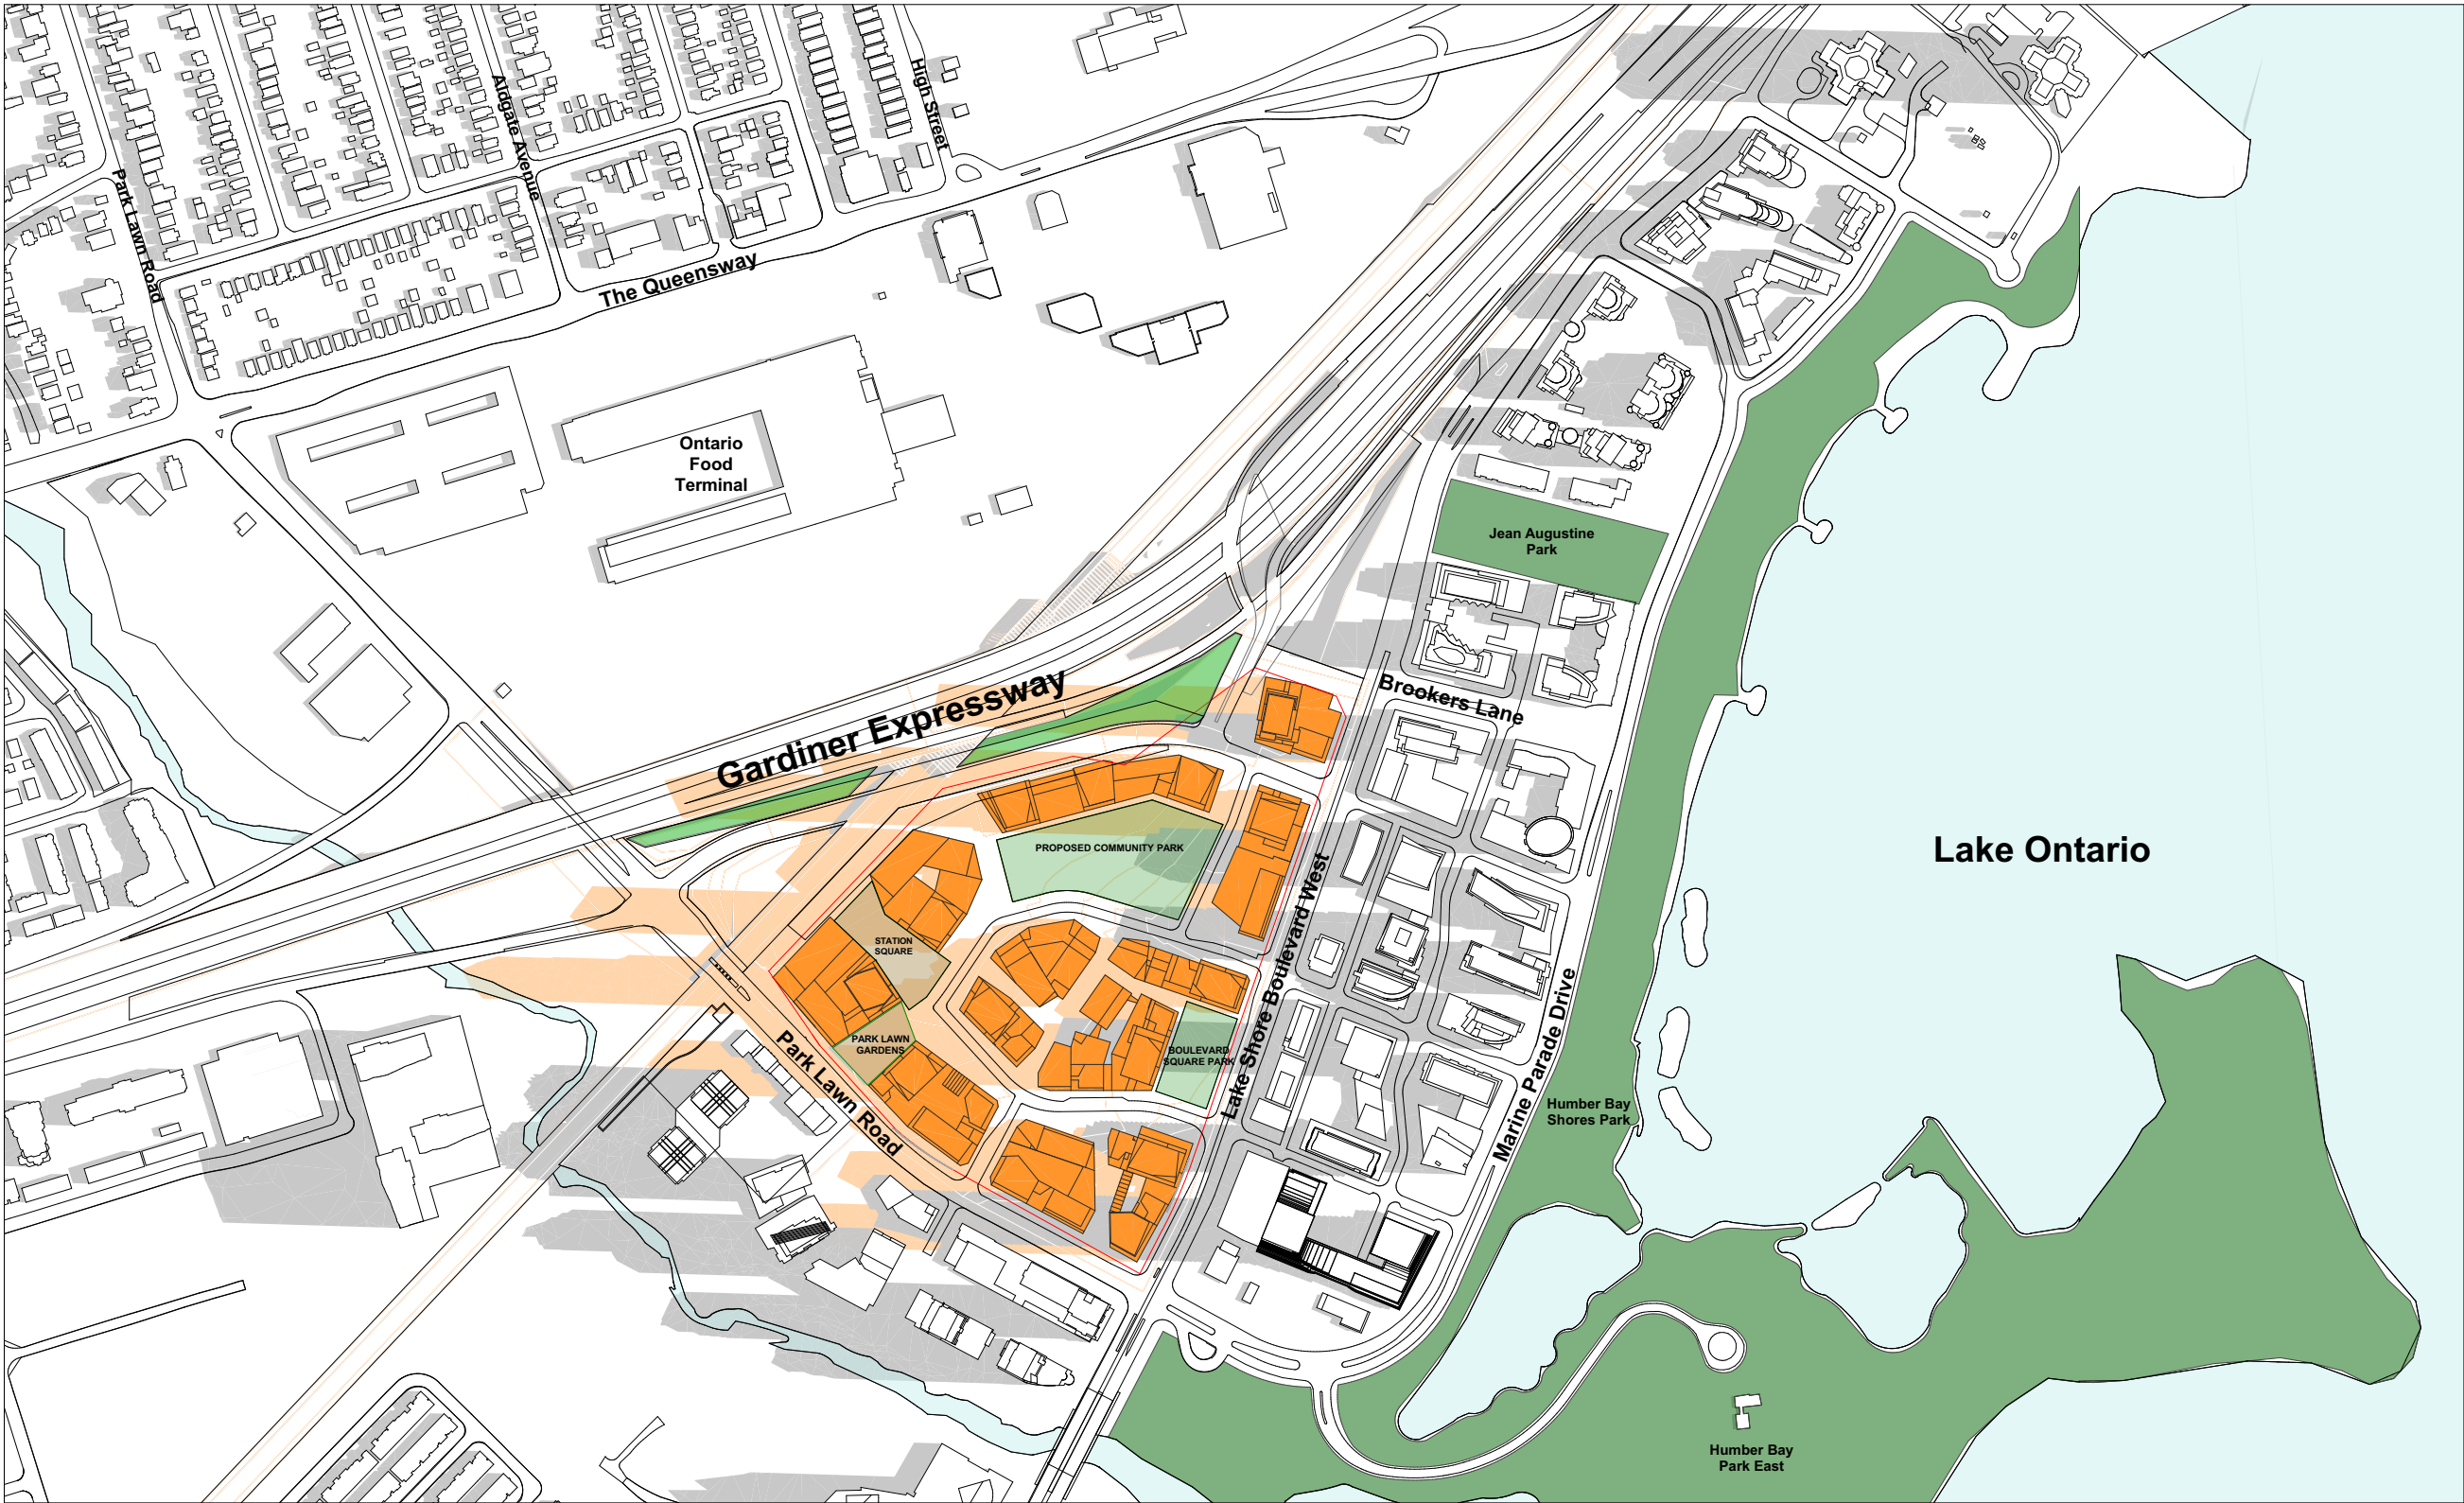 High Street
Aldgate Avenue
Park Lawn Road
The Queensway
Ontario
Food
Terminal
Jean Augustine
Park
Brookers Lane
Gardiner Expressway
PROPOSED COMMUNITY PARK
Lake Ontario
STATION
SQUARE
Lake Shore Boulevard West
PARK LAWN
GARDENS
BOULEVARD
SQUARE PARK
Park Lawn Road
Marine Parade Drive
Humber Bay
Shores Park
Humber Bay
Park East